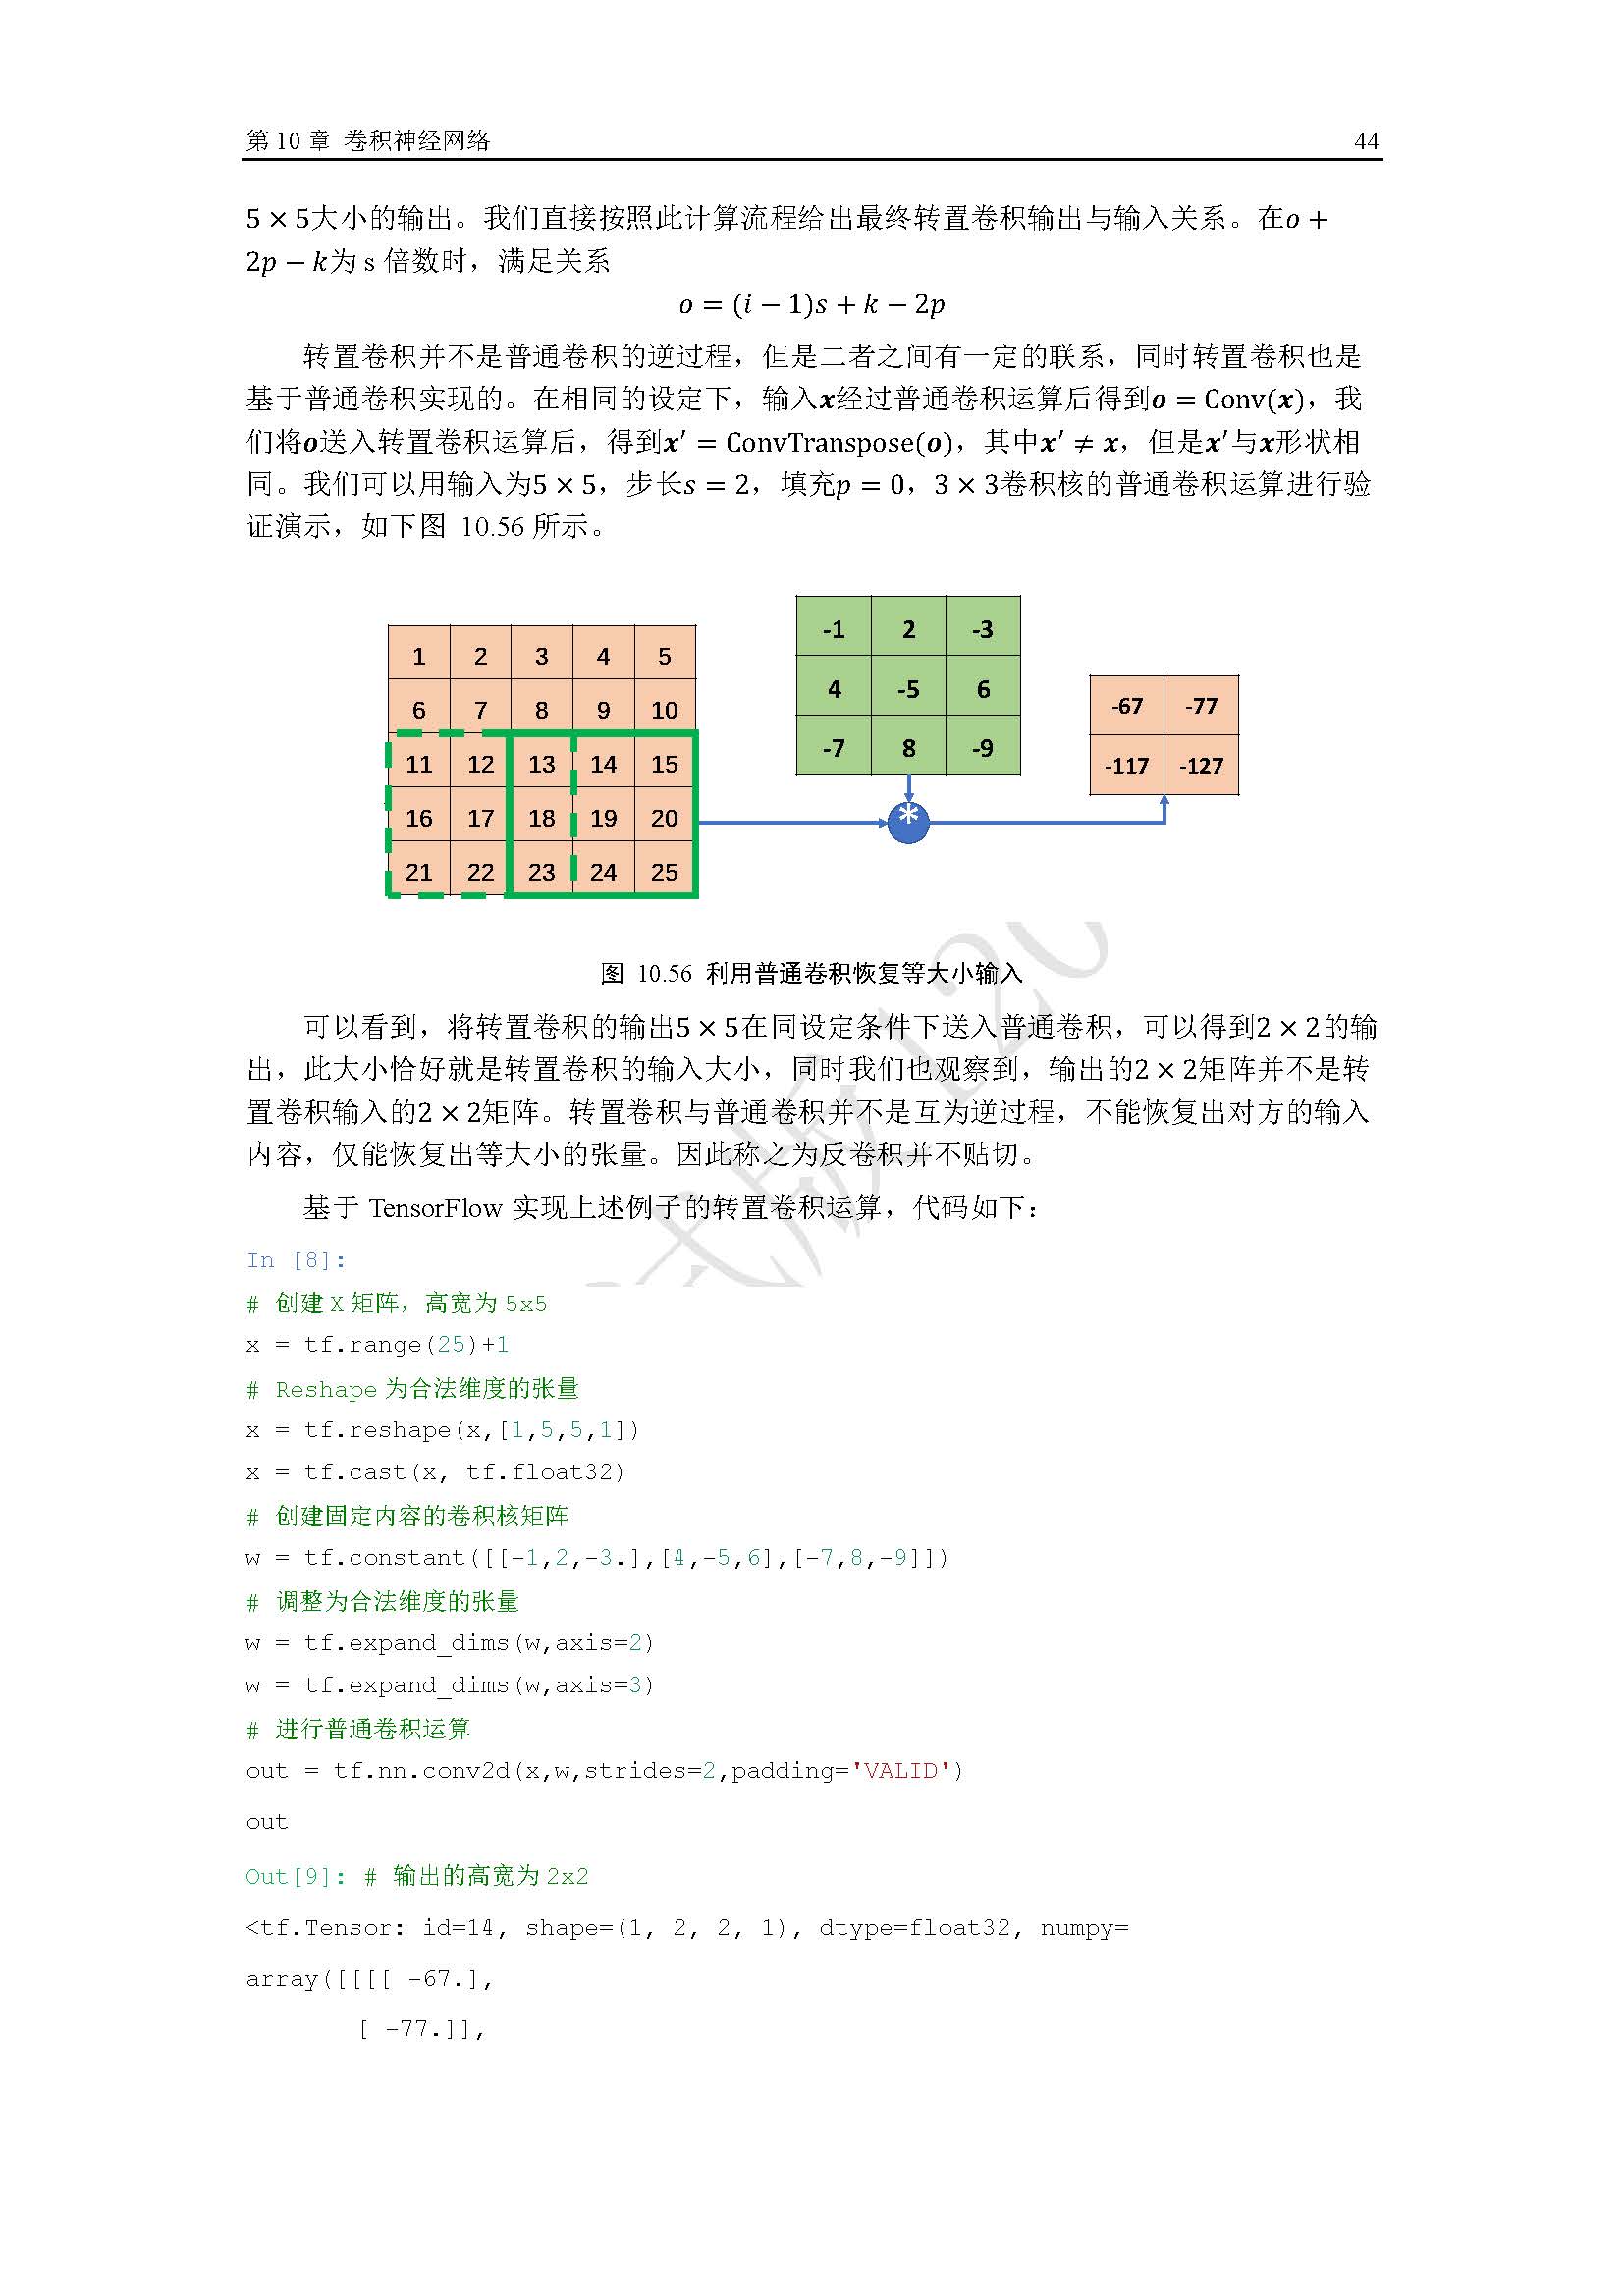 第 10 章 卷积神经网络 44
5 × 5大小的输出。我们直接按照此计算流程给出最终转置卷积输出与输入关系。在o +
2p − k为 s 倍数时，满足关系
o = (i − 1)s + k − 2p
转置卷积并不是普通卷积的逆过程，但是二者之间有一定的联系，同时转置卷积也是
基于普通卷积实现的。在相同的设定下，输入x经过普通卷积运算后得到o = Conv(x)，我
们将o送入转置卷积运算后，得到x′ = ConvTranspose(o)，其中x′ ≠ x，但是x′与x形状相
同。我们可以用输入为5 × 5，步长s = 2，填充p = 0，3 × 3卷积核的普通卷积运算进行验
证演示，如下图 10.56 所示。
1 2 3 4 5
6 7 8 9 10
11 12 13 14 15
16 17 18 19 20
21 22 23 24 25
-1 2 -3
4 -5 6
-7 8 -9
*
-67 -77
-117 -127
图 10.56 利用普通卷积恢复等大小输入
可以看到，将转置卷积的输出5 × 5在同设定条件下送入普通卷积，可以得到2 × 2的输
出，此大小恰好就是转置卷积的输入大小，同时我们也观察到，输出的2 × 2矩阵并不是转
置卷积输入的2 × 2矩阵。转置卷积与普通卷积并不是互为逆过程，不能恢复出对方的输入
内容，仅能恢复出等大小的张量。因此称之为反卷积并不贴切。
基于 TensorFlow 实现上述例子的转置卷积运算，代码如下：
In [8]:
# 创建 X 矩阵，高宽为 5x5
x = tf.range(25)+1
# Reshape 为合法维度的张量
x = tf.reshape(x,[1,5,5,1])
x = tf.cast(x, tf.float32)
# 创建固定内容的卷积核矩阵
w = tf.constant([[-1,2,-3.],[4,-5,6],[-7,8,-9]])
# 调整为合法维度的张量
w = tf.expand_dims(w,axis=2)
w = tf.expand_dims(w,axis=3)
# 进行普通卷积运算
out = tf.nn.conv2d(x,w,strides=2,padding='VALID')
out
Out[9]: # 输出的高宽为 2x2
<tf.Tensor: id=14, shape=(1, 2, 2, 1), dtype=float32, numpy=
array([[[[ -67.],
[ -77.]],